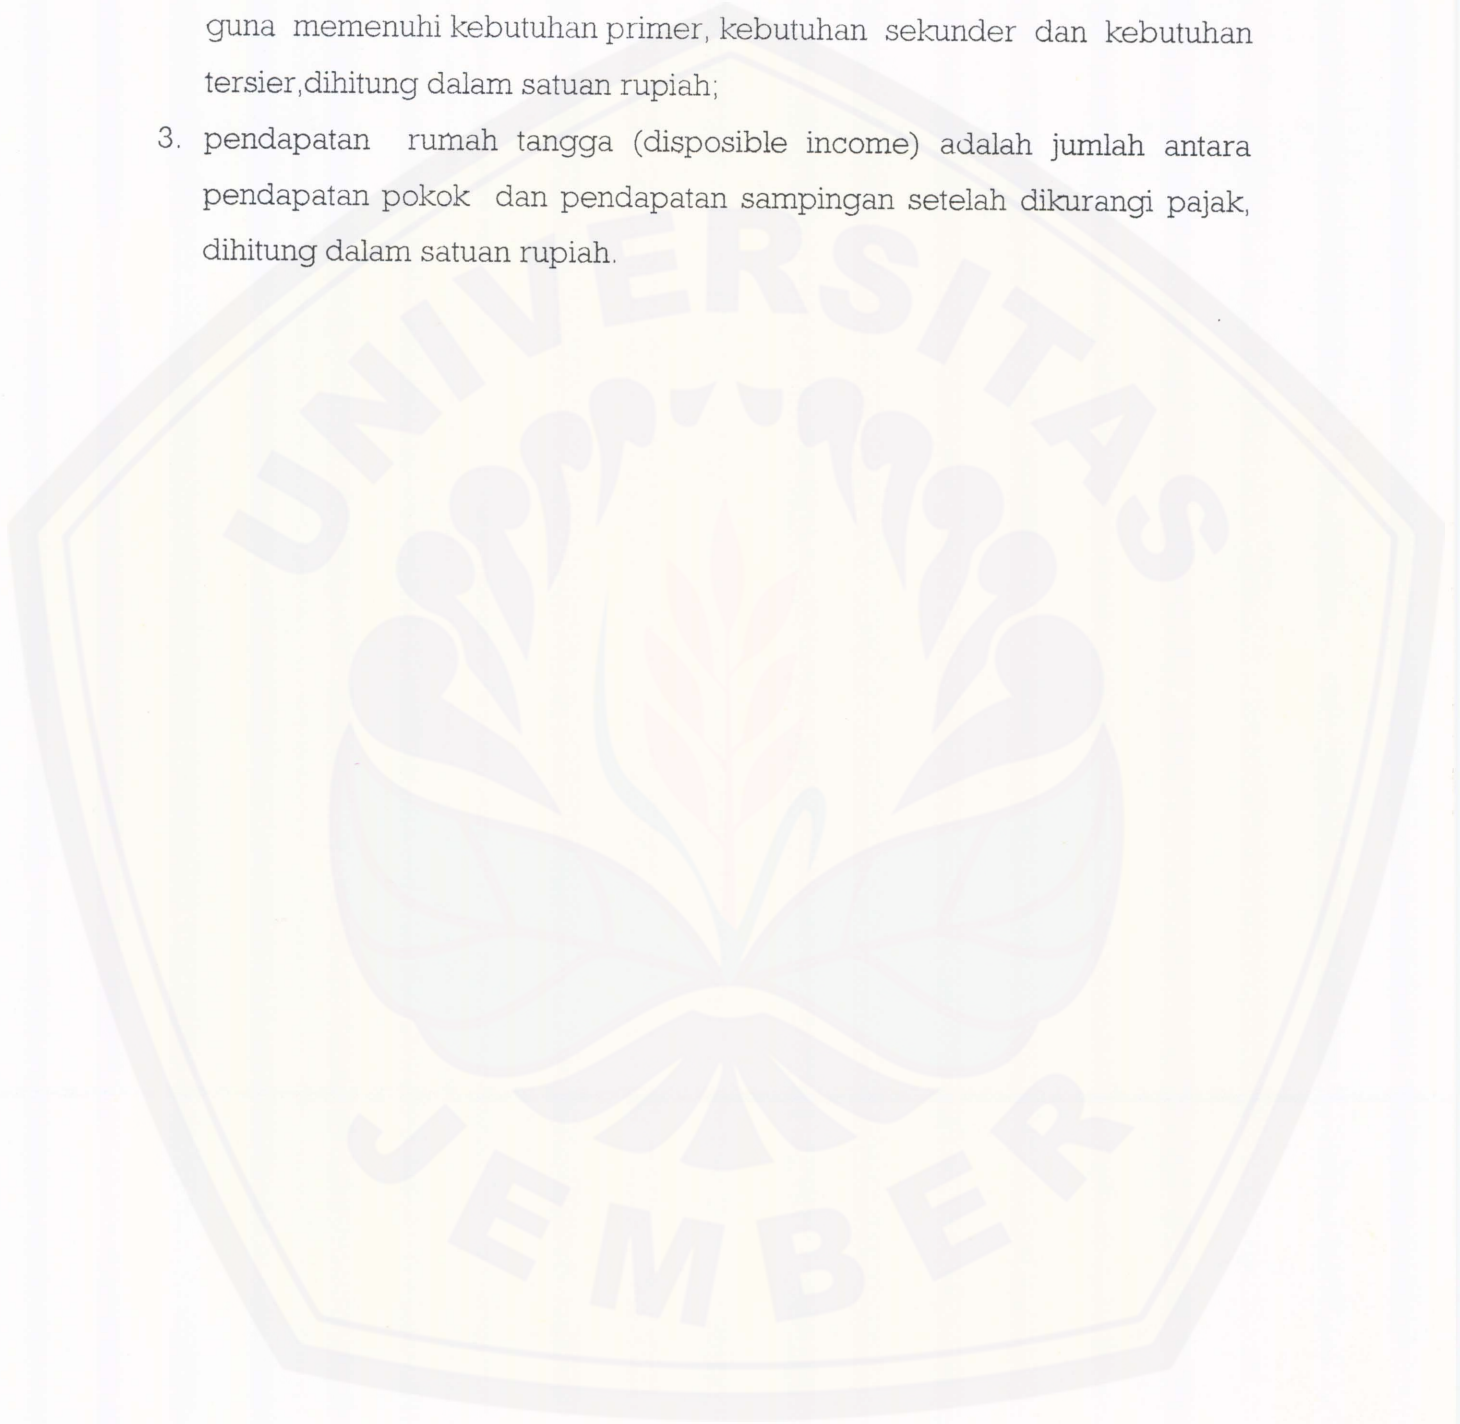 guna memenuhi kebutuhan primer, kebutuhan sekunder dan kebutuhan
tersier,dihitung dalam satuan rupiah;
3. pendapatan rumah tangga (disposible income) adalah jumlah antara
pendapatan pokok dan pendapatan sampingan setelah dikurangi pajak,
dihitung dalam satuan rupiah.
UNIVERSITAS
JEMBER